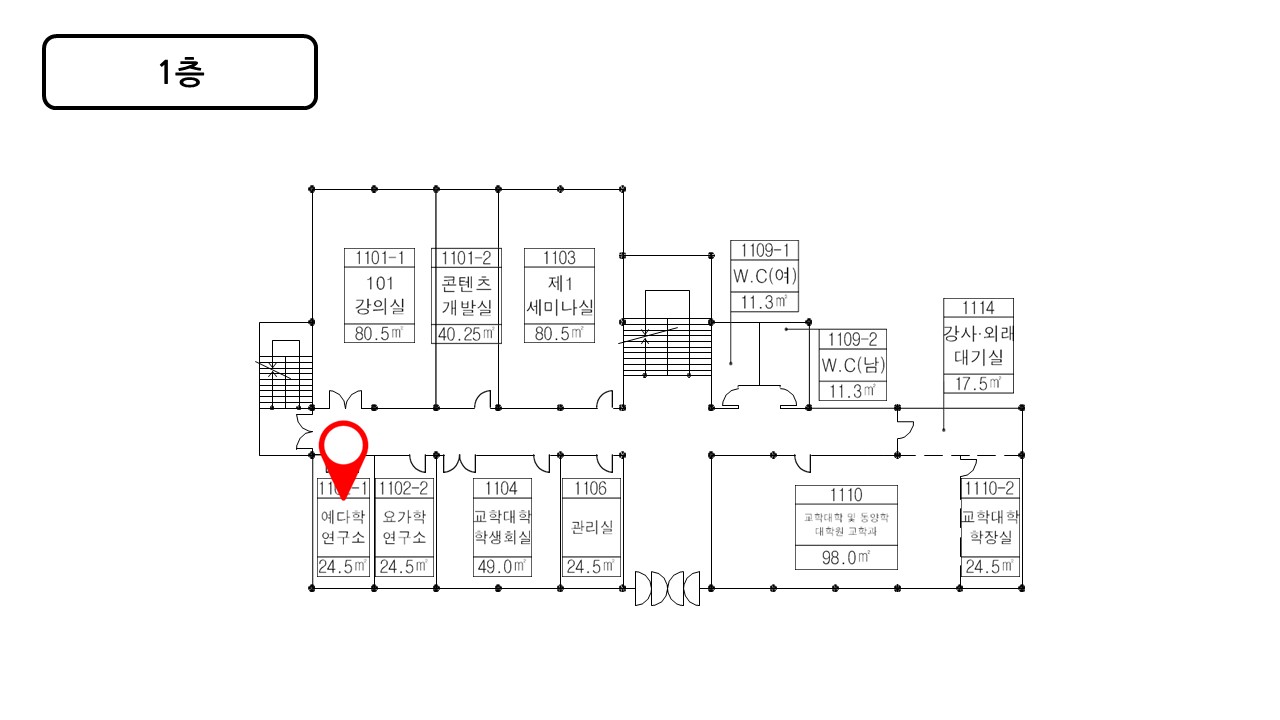 1층
1101-1
101
강의실
80.5㎡
1101-2
콘텐츠
개발실
40.25㎡
1103
제1
세미나실
80.5㎡
1109-1
W.C(여)
11.3㎡
1109-2
W.C(남)
11.3㎡
1114
강사·외래
대기실
17.5㎡
예다학
연구소
24.5㎡
1102-2
요가학
연구소
24.5㎡
1104
교학대학
학생회실
49.0㎡
1106
관리실
24.5㎡
1110
교학대학 및 동양학
대학원 교학과
98.0㎡
1110-2
교학대학
학장실
24.5㎡